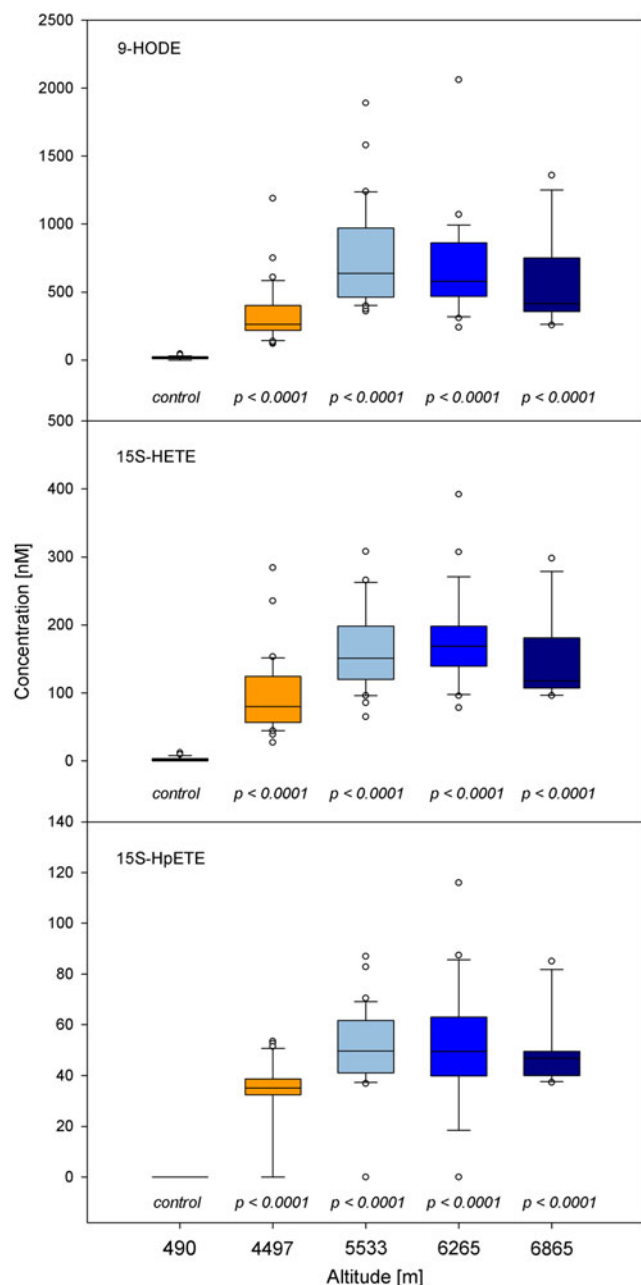 9-HODE
2500
2000
1500
1000
500
0
control p < 0.0001 p < 0.0001 p < 0.0001 p < 0.0001
15S-HETE
500
400
300
200
100
0
Concentration [nM]
control p < 0.0001 p < 0.0001 p < 0.0001 p < 0.0001
15S-HpETE
140
120
100
80
60
40
20
0
control p < 0.0001 p < 0.0001 p < 0.0001 p < 0.0001
490 4497 5533 6265 6865
Altitude [m]